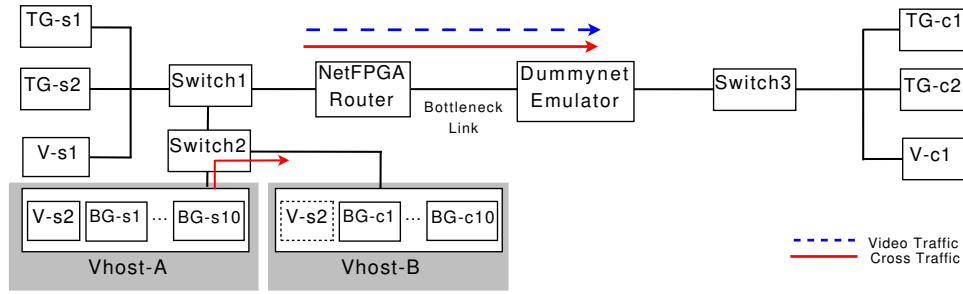 TG-s1
TG-s2
V-s1
Switch1
Switch2
NetFPGA
Router
Bottleneck
Link
Dummynet
Emulator
Switch3
TG-c1
TG-c2
V-c1
V-s2
BG-s1
...
BG-s10
Vhost-A
V-s2
BG-c1
...
BG-c10
Vhost-B
Video Traffic
Cross Traffic